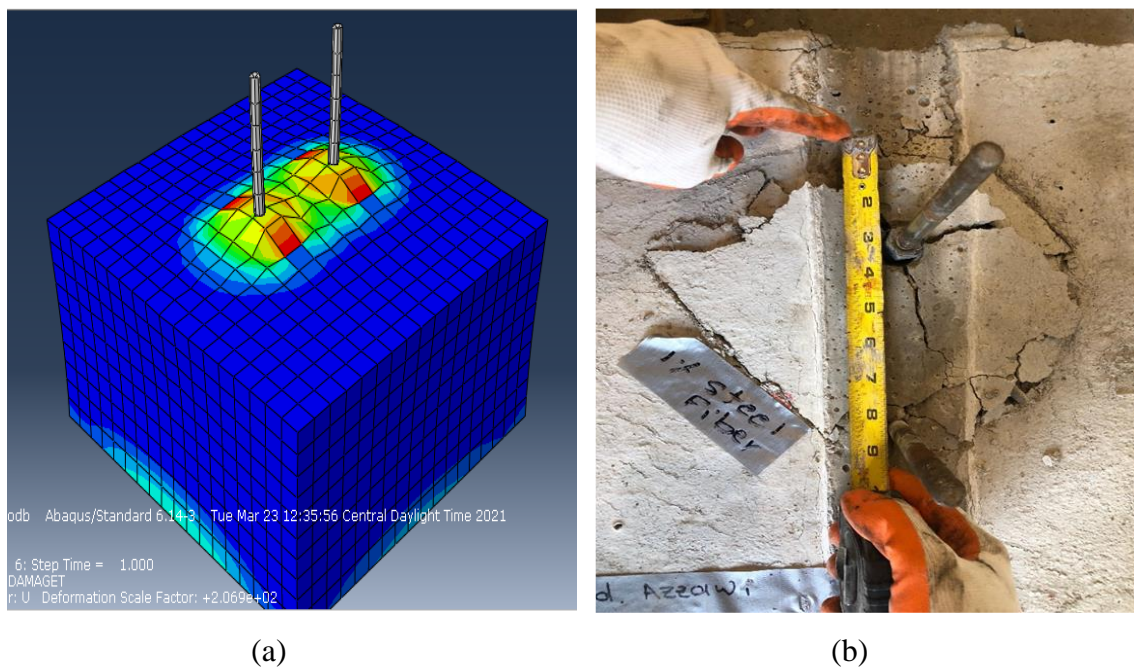 odb Abaqus/Standard 6.14-3 Tue Mar 23 12:35:56 Central Daylight Time 2021
6: Step Time = 1.000
DAMAGET
r: U Deformation Scale Factor: +2.069e+02
2
3
4
5
6
7
8
9
1% Steel
Fiber
d. Azzawi
(a)
(b)